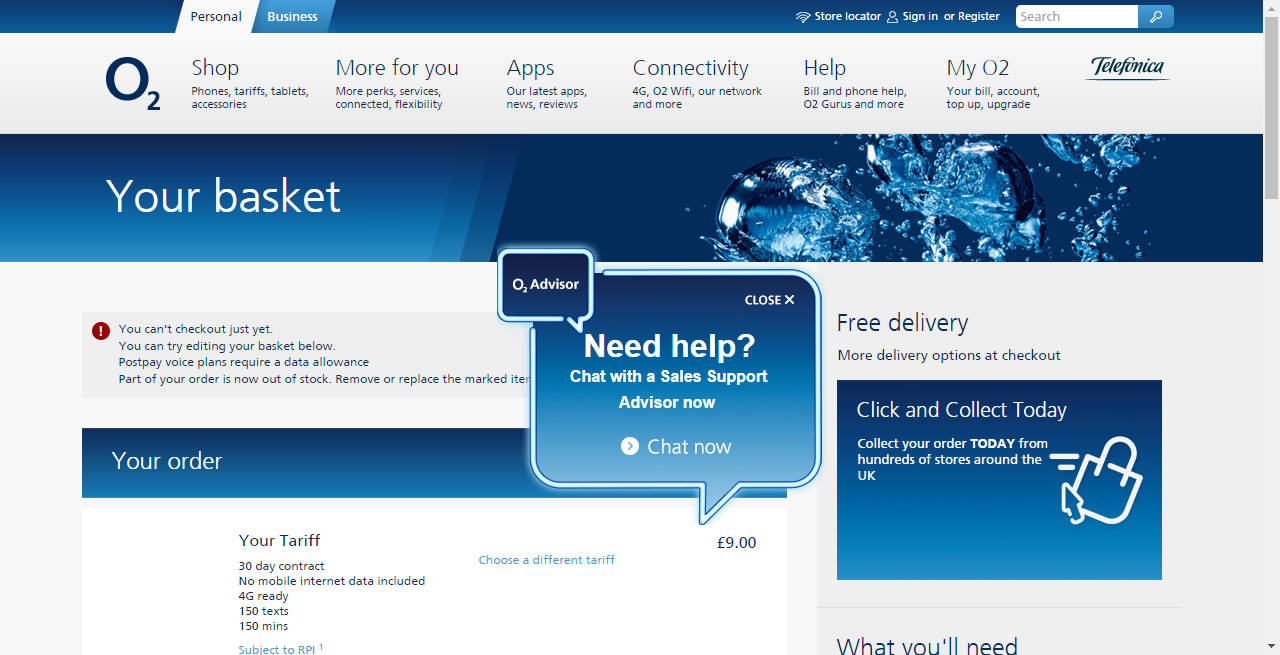 Personal
Business
Store locator
Sign in or Register
Search
O2
Shop
Phones, tariffs, tablets,
accessories
More for you
More perks, services,
connected, flexibility
Apps
Our latest apps,
news, reviews
Connectivity
4G, O2 Wifi, our network
and more
Help
Bill and phone help,
O2 Gurus and more
My O2
Your bill, account,
top up, upgrade
Telefónica
Your basket
You can’t checkout just yet.
You can try editing your basket below.
Postpay voice plans require a data allowance
Part of your order is now out of stock. Remove or replace the marked
O2 Advisor
CLOSE X
Need help?
Chat with a Sales Support
Advisor now
Chat now
Free delivery
More delivery options at checkout
Click and Collect Today
Collect your order TODAY from
hundreds of stores around the
UK
Your order
Your Tariff
£9.00
30 day contract
Choose a different tariff
No mobile internet data included
4G ready
150 texts
150 mins
Subject to RPI 1
What you'll need